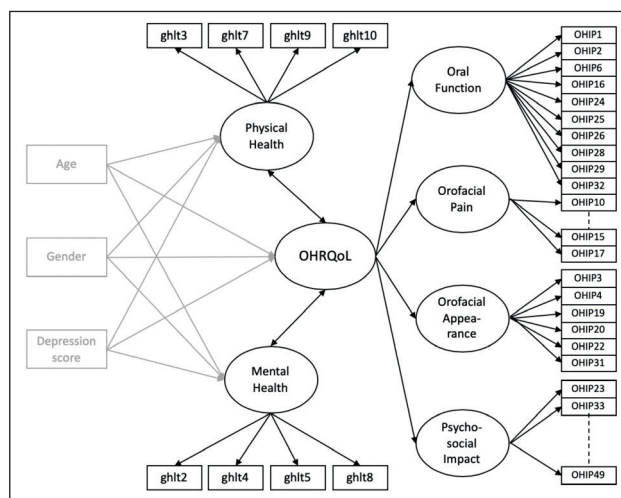 ghlt3
ghlt7
ghlt9
ghlt10
Physical
Health
Age
Gender
Depression
score
OHRQoL
Mental
Health
ghlt2
ghlt4
ghlt5
ghlt8
Oral
Function
Orofacial
Pain
Orofacial
Appea-
rance
Psycho-
social
Impact
OHIP1
OHIP2
OHIP6
OHIP16
OHIP24
OHIP25
OHIP26
OHIP28
OHIP29
OHIP32
OHIP10
OHIP15
OHIP17
OHIP3
OHIP4
OHIP19
OHIP20
OHIP22
OHIP31
OHIP23
OHIP33
OHIP49